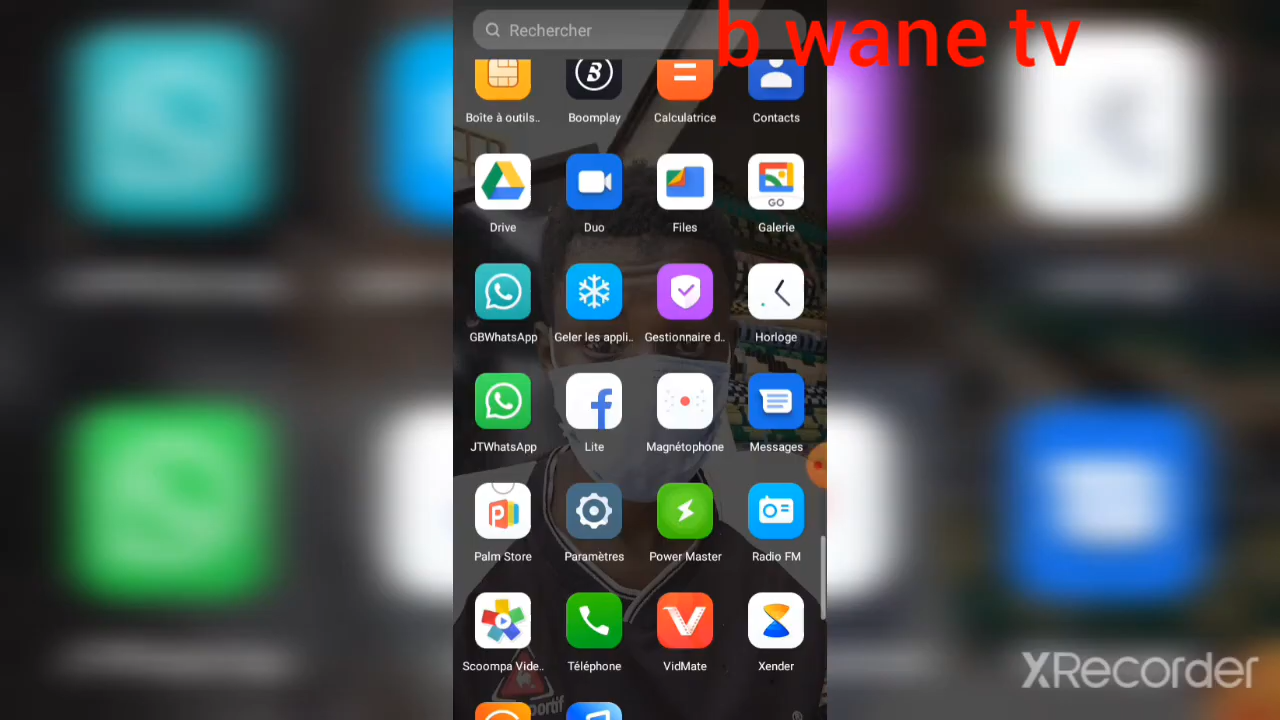 Rechercher
b wane tv
Boîte à outils..
Boomplay
Calculatrice
Contacts
Drive
Duo
Files
GO
Galerie
GBWhatsApp
Geler les appli..
Gestionnaire d..
Horloge
JTWhatsApp
Lite
Magnétophone
Messages
Palm Store
Paramètres
Power Master
Radio FM
Scoompa Vide..
Téléphone
VidMate
Xender
XRecorder